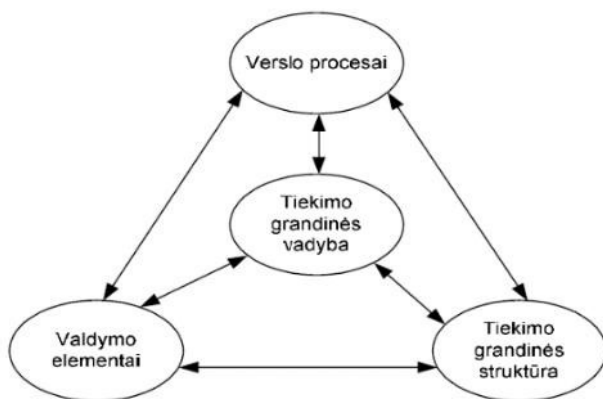 Verslo procesai
Tiekimo
grandinės
vadyba
Valdymo
elementai
Tiekimo
grandinės
struktūra